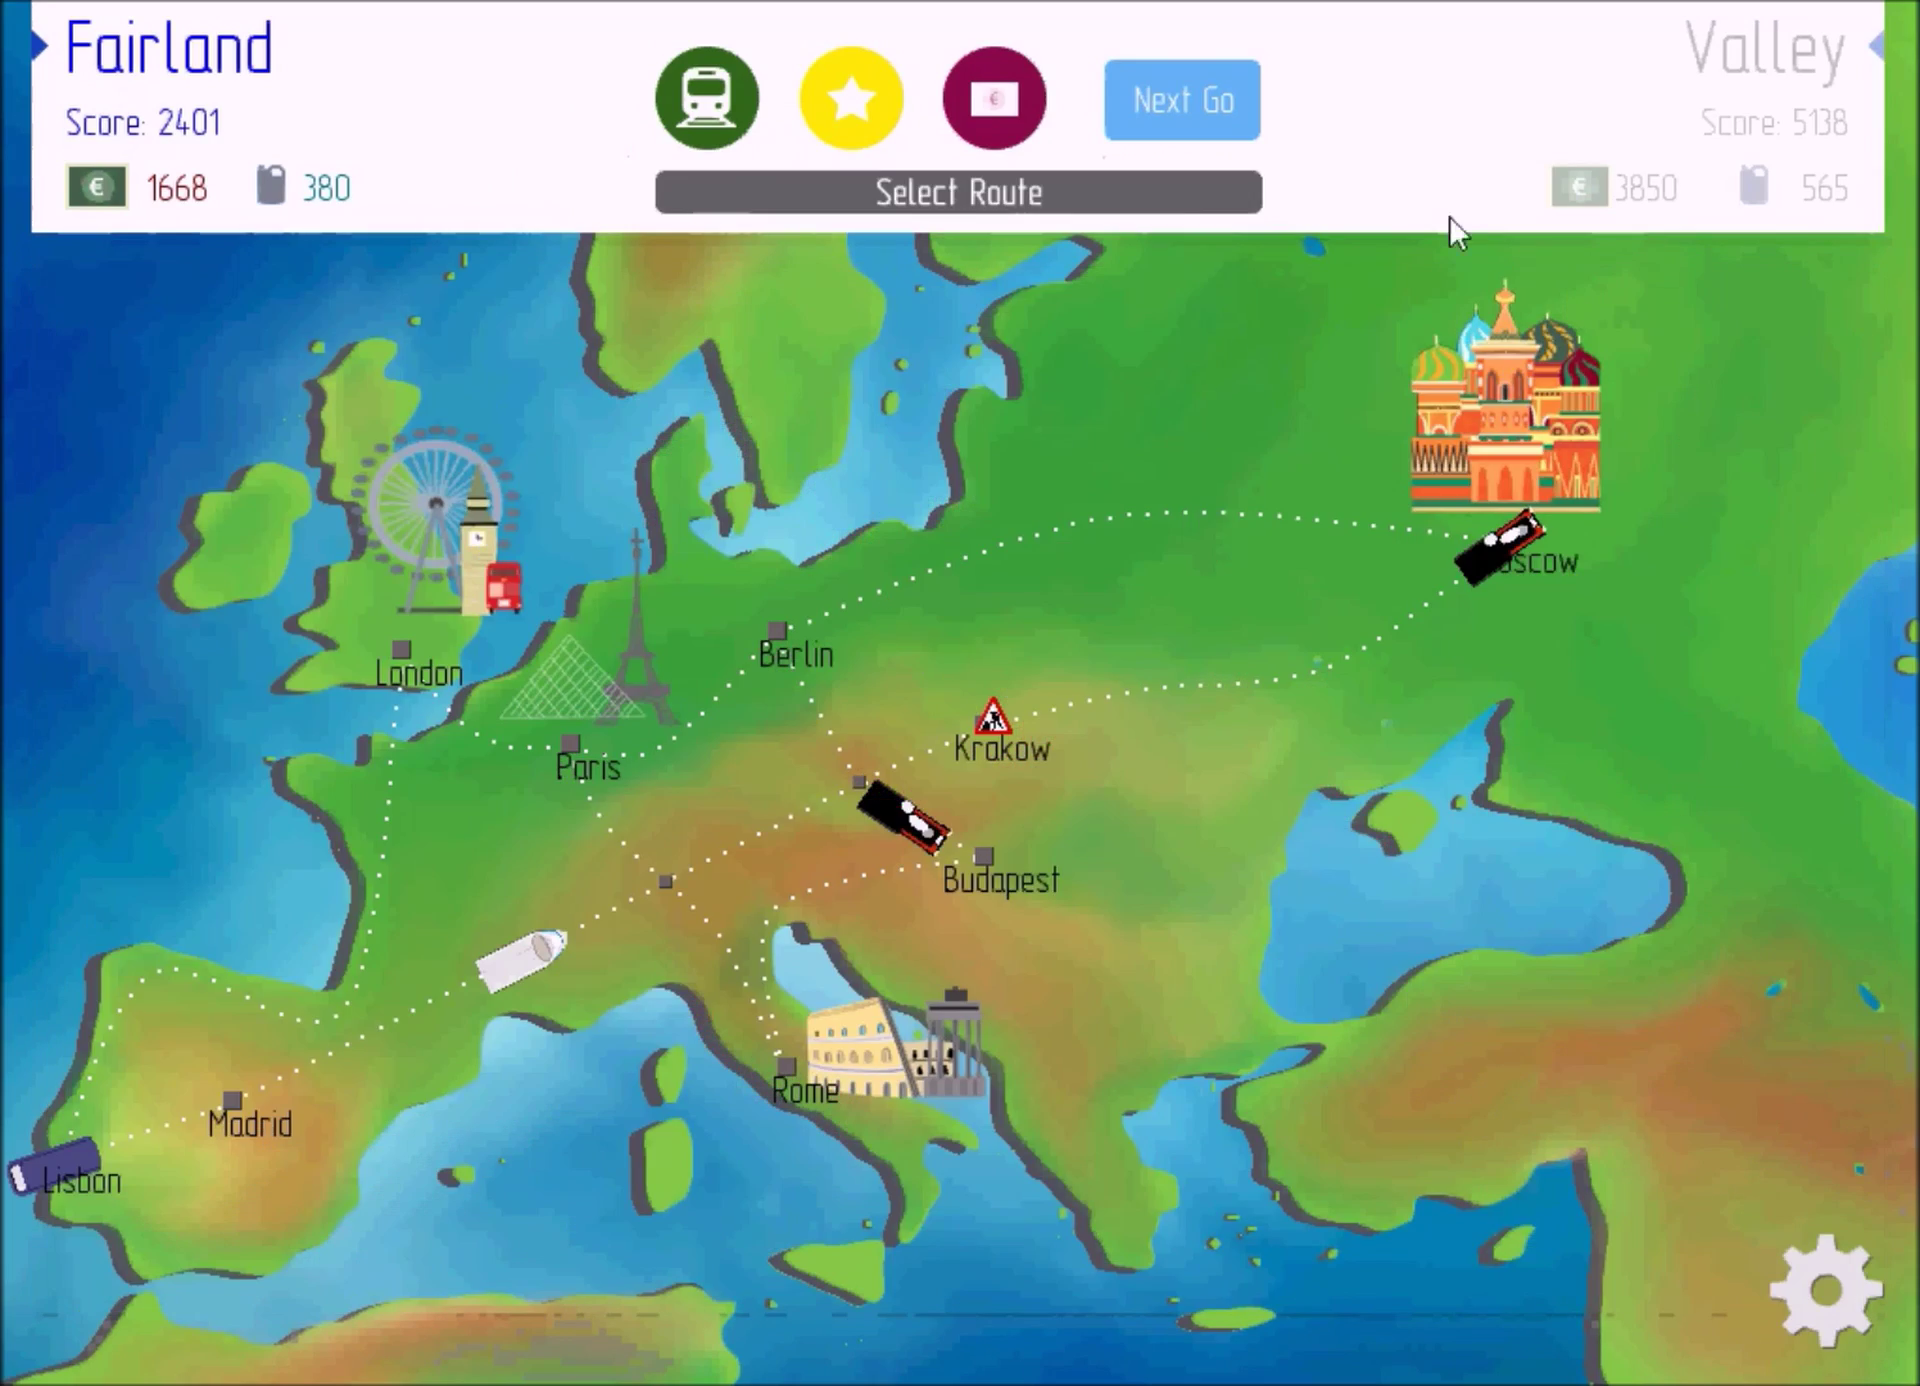 Fairland
Score: 2401
€ 1668 380
€
Next Go
Select Route
Valley
Score: 5138
€ 3850 565
London
Berlin
Paris
Krakow
Budapest
Rome
Madrid
Lisbon
oscow